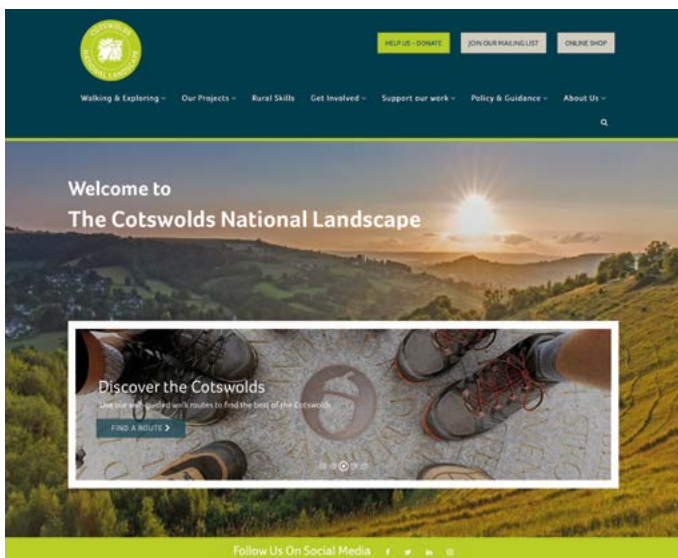 COTSWOLDS
NATIONAL LANDSCAPE
HELP US - DONATE
JOIN OUR MAILING LIST
ONLINE SHOP
Walking & Exploring
Our Projects
Rural Skills
Get Involved
Support our work
Policy & Guidance
About Us
Welcome to
The Cotswolds National Landscape
Discover the Cotswolds
Use our self-guided walk routes to find the best of the Cotswolds
FIND A ROUTE
Follow Us On Social Media